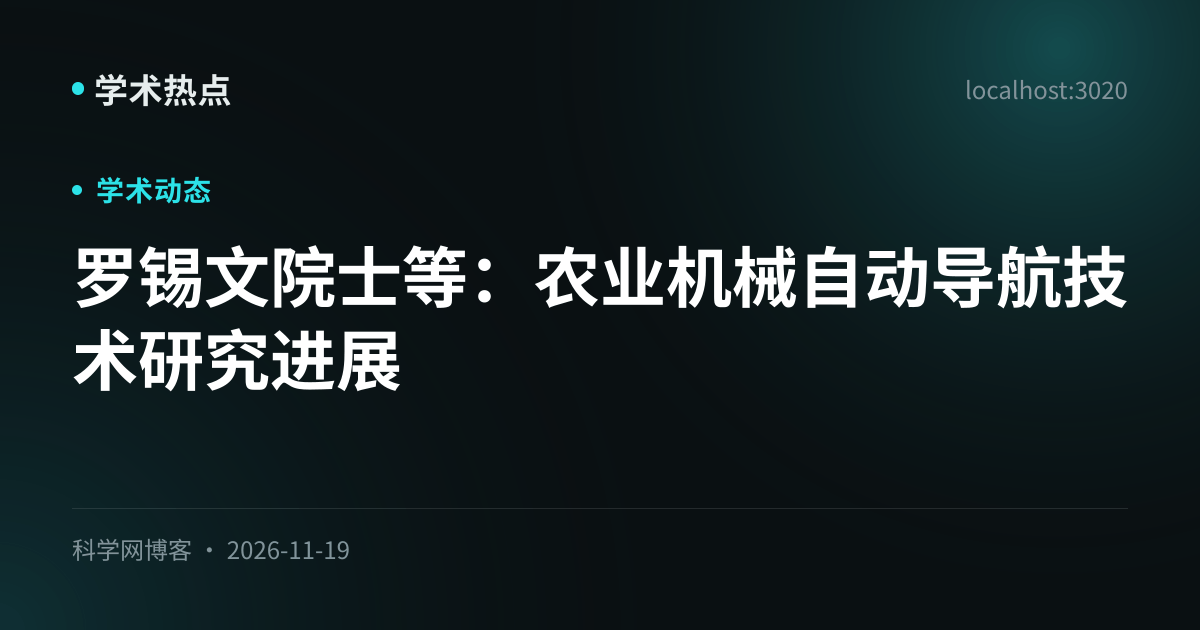 学术热点
localhost:3020
学术动态
罗锡文院士等：农业机械自动导航技
术研究进展
科学网博客 · 2026-11-19